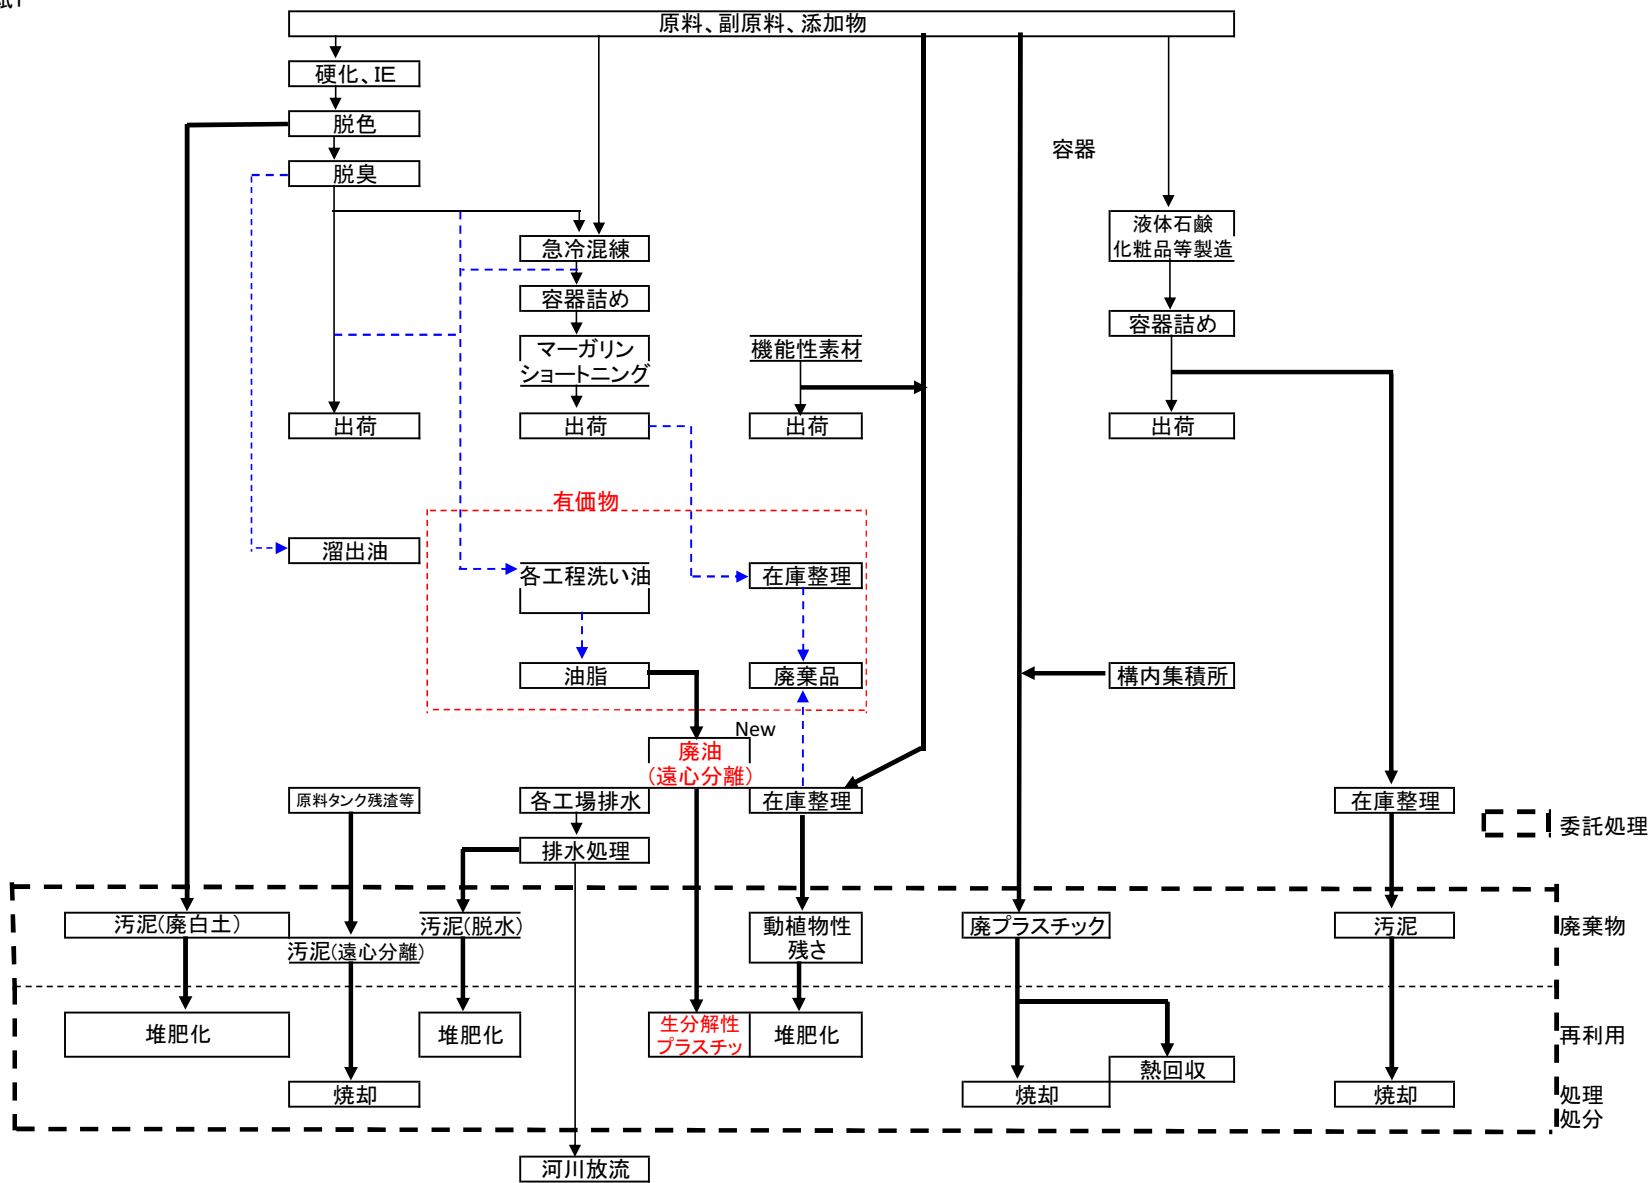 原料、副原料、添加物
硬化、IE
脱色
容器
脱臭
液体石鹸
化粧品等製造
急冷混練
容器詰め
容器詰め
マーガリン
ショートニング
機能性素材
出荷
出荷
出荷
出荷
有価物
溜出油
各工程洗い油
在庫整理
油脂
廃棄品
構内集積所
New
廃油
(遠心分離)
原料タンク残渣等
各工場排水
在庫整理
在庫整理
委託処理
排水処理
汚泥(廃白土)
汚泥(遠心分離)
汚泥(脱水)
動植物性
残さ
廃プラスチック
汚泥
廃棄物
堆肥化
堆肥化
生分解性
プラスチッ
堆肥化
再利用
熱回収
焼却
焼却
焼却
処理
処分
河川放流